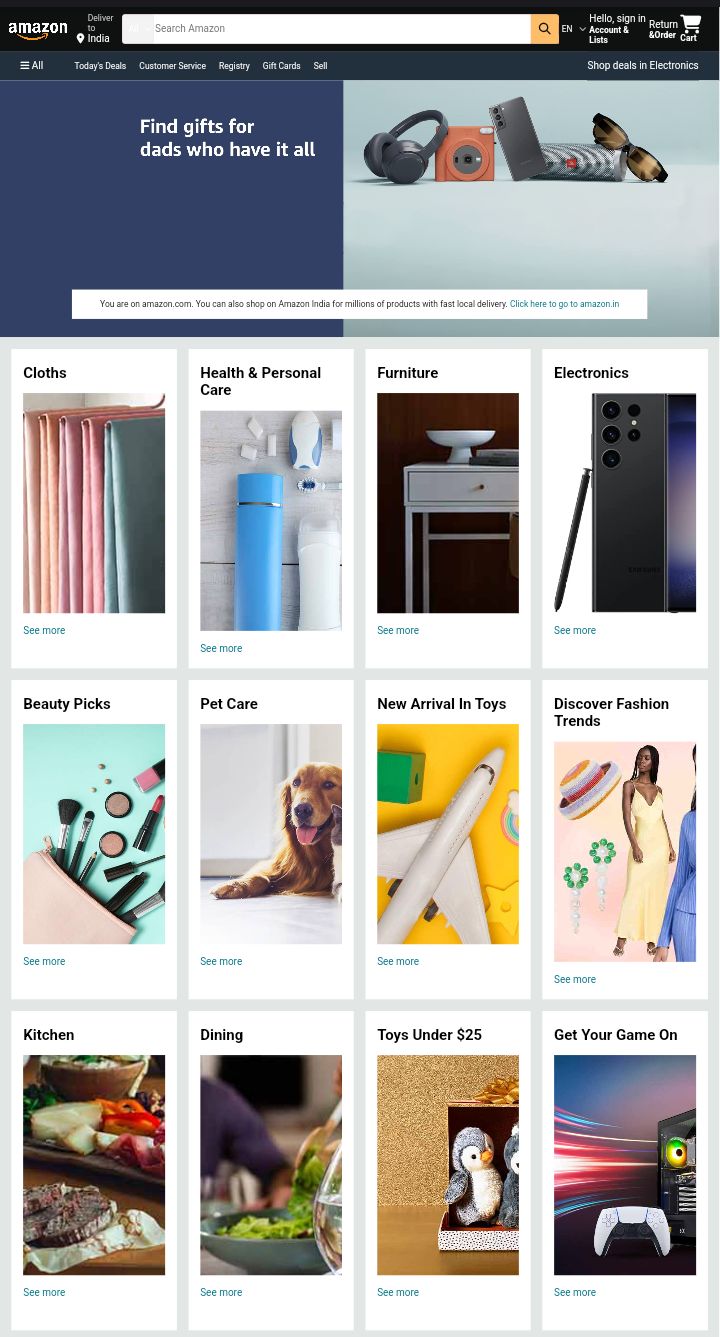 amazon
Deliver
to
India
All
Search Amazon
EN
Hello, sign in
Account &
Lists
Return
&Order
Cart
All
Today's Deals
Customer Service
Registry
Gift Cards
Sell
Shop deals in Electronics
Find gifts for
dads who have it all
You are on amazon.com. You can also shop on Amazon India for millions of products with fast local delivery. Click here to go to amazon.in
Cloths
Health & Personal
Care
Furniture
Electronics
SAMSUNG
See more
See more
See more
See more
Beauty Picks
Pet Care
New Arrival In Toys
Discover Fashion
Trends
See more
See more
See more
See more
Kitchen
Dining
Toys Under $25
Get Your Game On
See more
See more
See more
See more